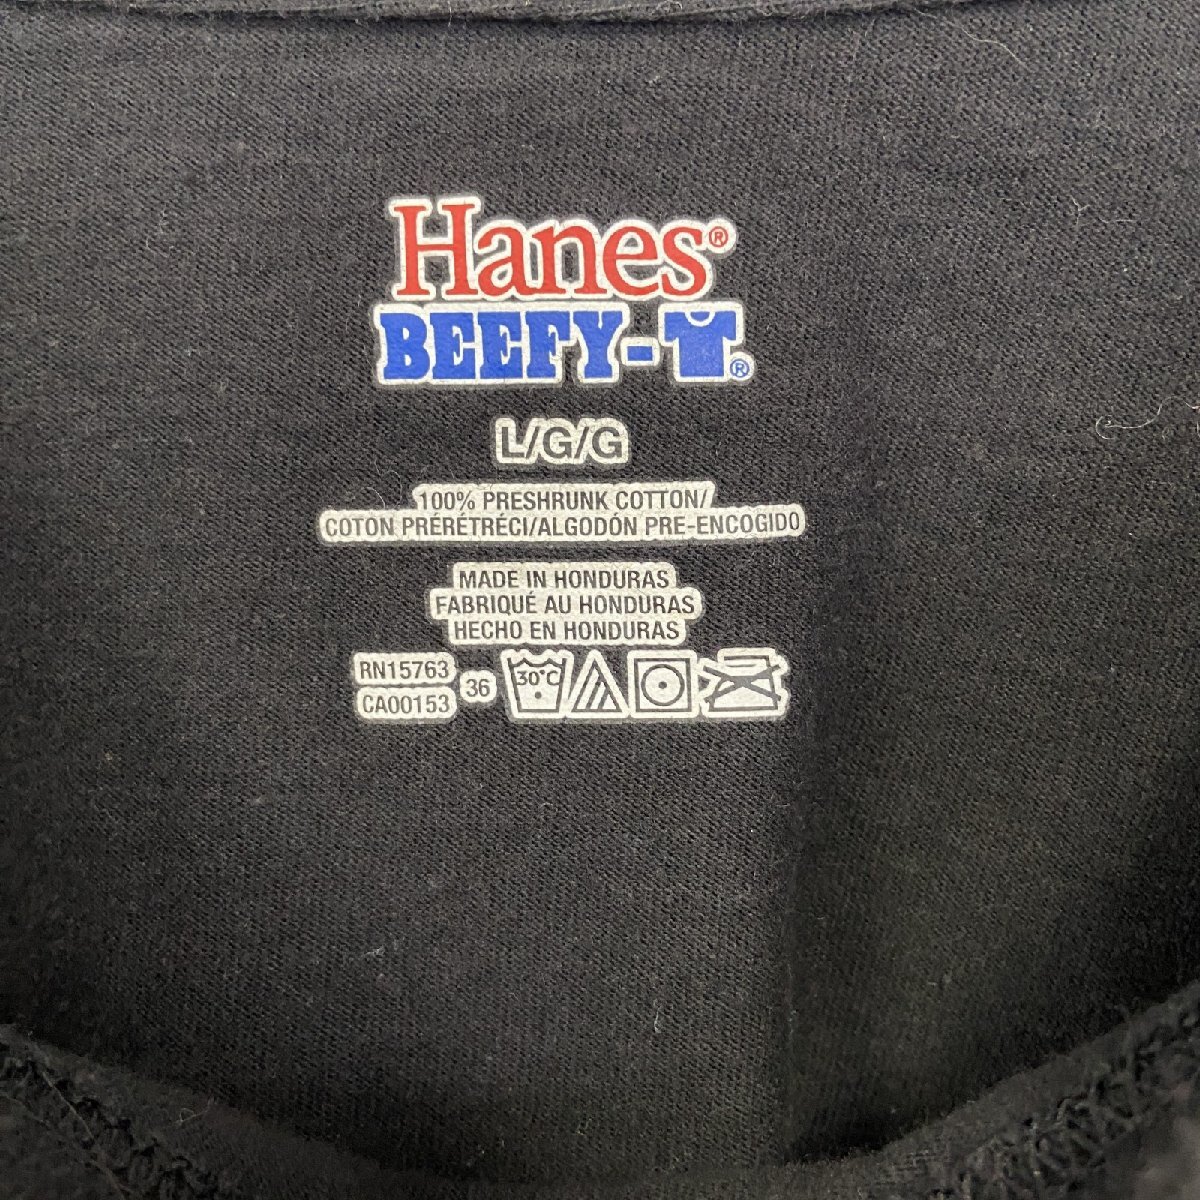 Hanes®
BEEFY-®
L/G/G
100% PRESHRUNK COTTON/
COTON PRÉRÉTRÉCI/ALGODÓN PRE-ENCOGIDO
MADE IN HONDURAS
FABRIQUÉ AU HONDURAS
HECHO EN HONDURAS
RN15763
CA00153
36
30°C